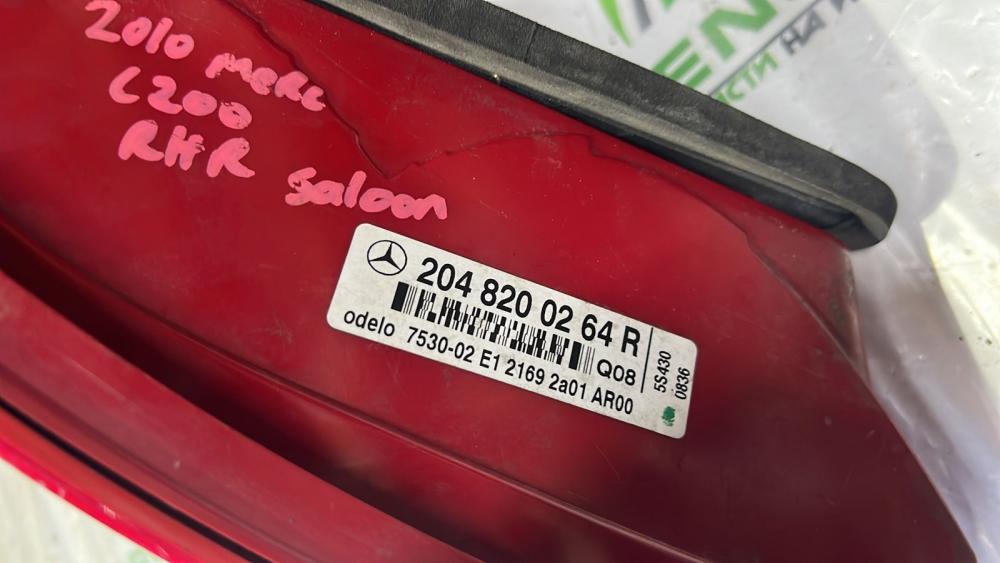 2010 merc
C200
RHR saloon
204 820 02 64 R
Q08
odelo 7530-02 E1 2169 2a01 AR00
5S430
0836
НА И